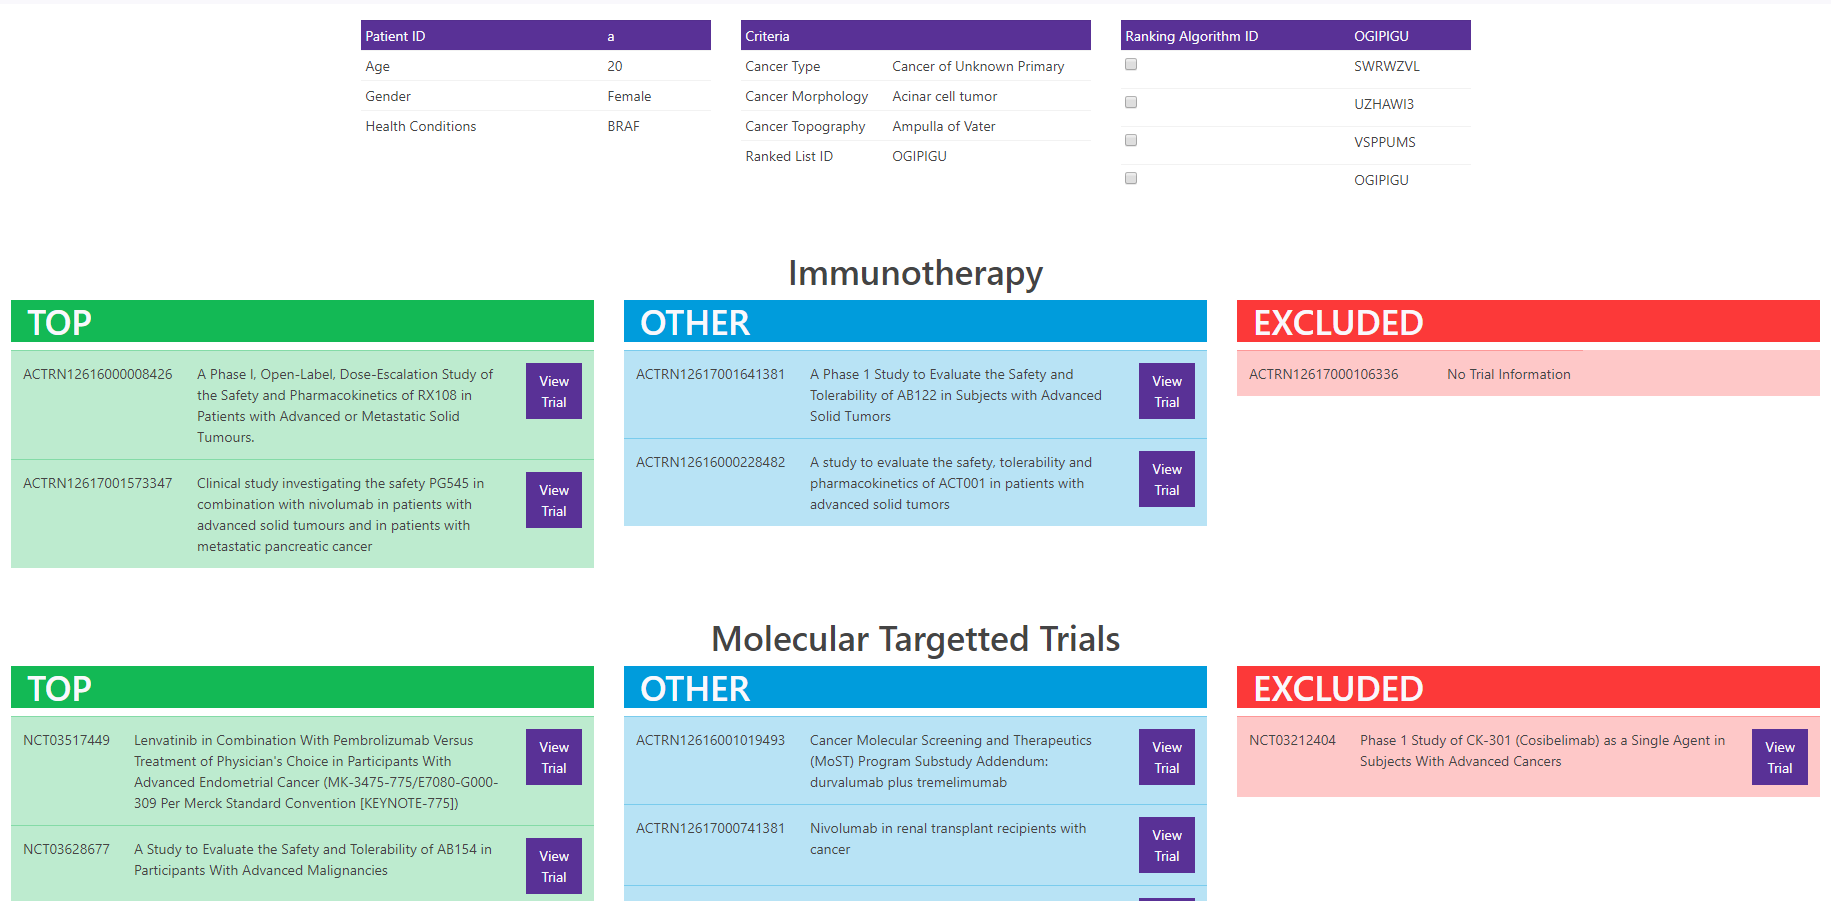 Patient ID a
Age 20
Gender Female
Health Conditions BRAF
Criteria
Cancer Type Cancer of Unknown Primary
Cancer Morphology Acinar cell tumor
Cancer Topography Ampulla of Vater
Ranked List ID OGIPIGU
Ranking Algorithm ID OGIPIGU
SWRWZVL
UZHAWI3
VSPPUMS
OGIPIGU
Immunotherapy
TOP
ACTRN12616000008426 A Phase I, Open-Label, Dose-Escalation Study of
the Safety and Pharmacokinetics of RX108 in
Patients with Advanced or Metastatic Solid
Tumours.
View
Trial
ACTRN12617001573347 Clinical study investigating the safety PG545 in
combination with nivolumab in patients with
advanced solid tumours and in patients with
metastatic pancreatic cancer
View
Trial
OTHER
ACTRN12617001641381 A Phase 1 Study to Evaluate the Safety and
Tolerability of AB122 in Subjects with Advanced
Solid Tumors
View
Trial
ACTRN12616000228482 A study to evaluate the safety, tolerability and
pharmacokinetics of ACT001 in patients with
advanced solid tumors
View
Trial
EXCLUDED
ACTRN12617000106336 No Trial Information
Molecular Targetted Trials
TOP
NCT03517449 Lenvatinib in Combination With Pembrolizumab Versus
Treatment of Physician's Choice in Participants With
Advanced Endometrial Cancer (MK-3475-775/E7080-G000-
309 Per Merck Standard Convention [KEYNOTE-775])
View
Trial
NCT03628677 A Study to Evaluate the Safety and Tolerability of AB154 in
Participants With Advanced Malignancies
View
Trial
OTHER
ACTRN12616001019493 Cancer Molecular Screening and Therapeutics
(MoST) Program Substudy Addendum:
durvalumab plus tremelimumab
View
Trial
ACTRN12617000741381 Nivolumab in renal transplant recipients with
cancer
View
Trial
EXCLUDED
NCT03212404 Phase 1 Study of CK-301 (Cosibelimab) as a Single Agent in
Subjects With Advanced Cancers
View
Trial